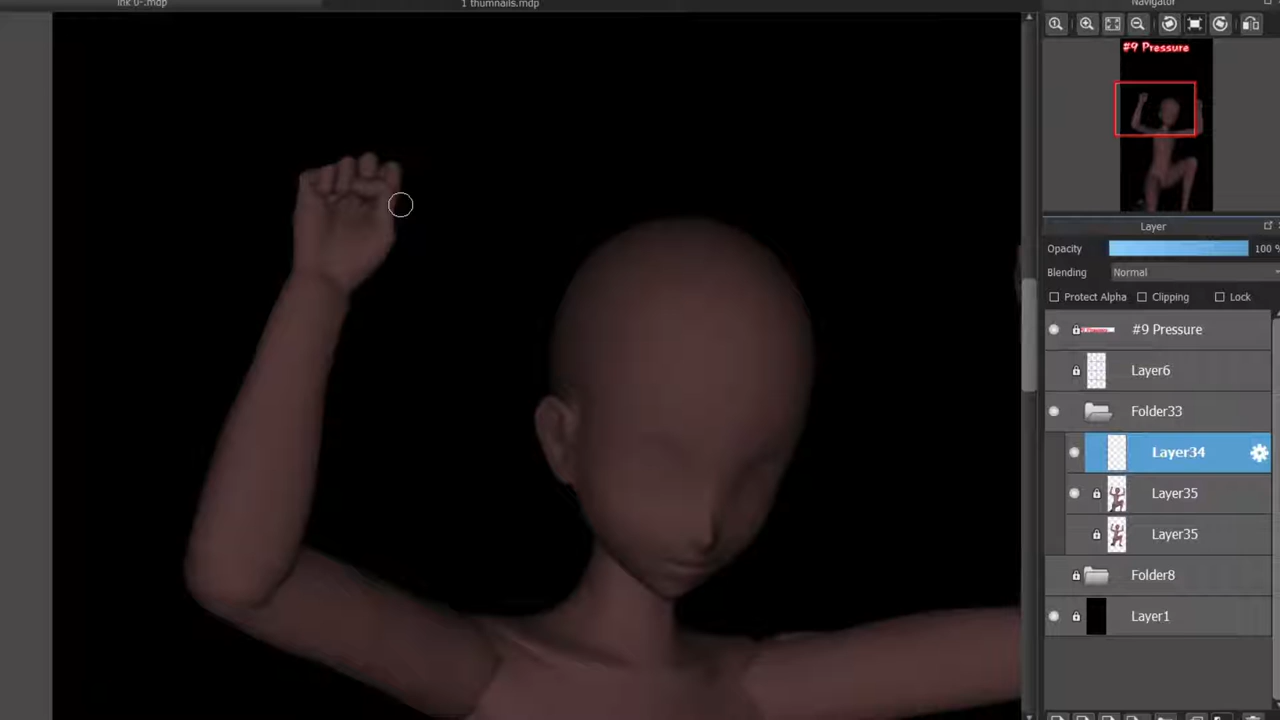 ink 0-.mdp
1 thumnails.mdp
Navigator
#9 Pressure
Layer
Opacity 100 %
Blending Normal
Protect Alpha Clipping Lock
#9 Pressure
Layer6
Folder33
Layer34
Layer35
Layer35
Folder8
Layer1